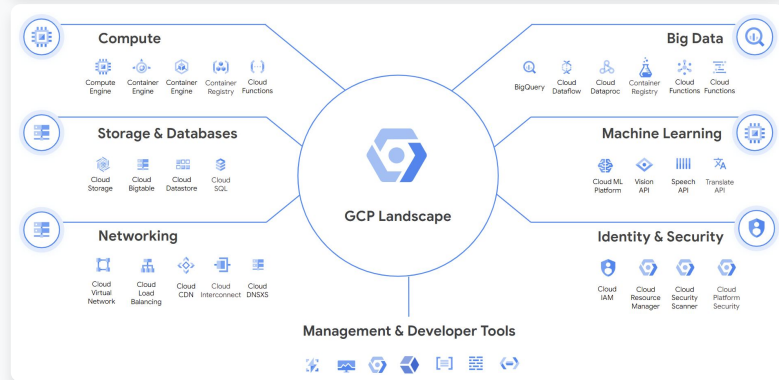 Compute
Compute Engine
Container Engine
Container Engine
Container Registry
Cloud Functions
Big Data
BigQuery
Cloud Dataflow
Cloud Dataproc
Container Registry
Cloud Functions
Cloud Functions
Storage & Databases
Cloud Storage
Cloud Bigtable
Cloud Datastore
Cloud SQL
Machine Learning
Cloud ML Platform
Vision API
Speech API
Translate API
GCP Landscape
Networking
Cloud Virtual Network
Cloud Load Balancing
Cloud CDN
Cloud Interconnect
Cloud DNSXS
Identity & Security
Cloud IAM
Cloud Resource Manager
Cloud Security Scanner
Cloud Platform Security
Management & Developer Tools